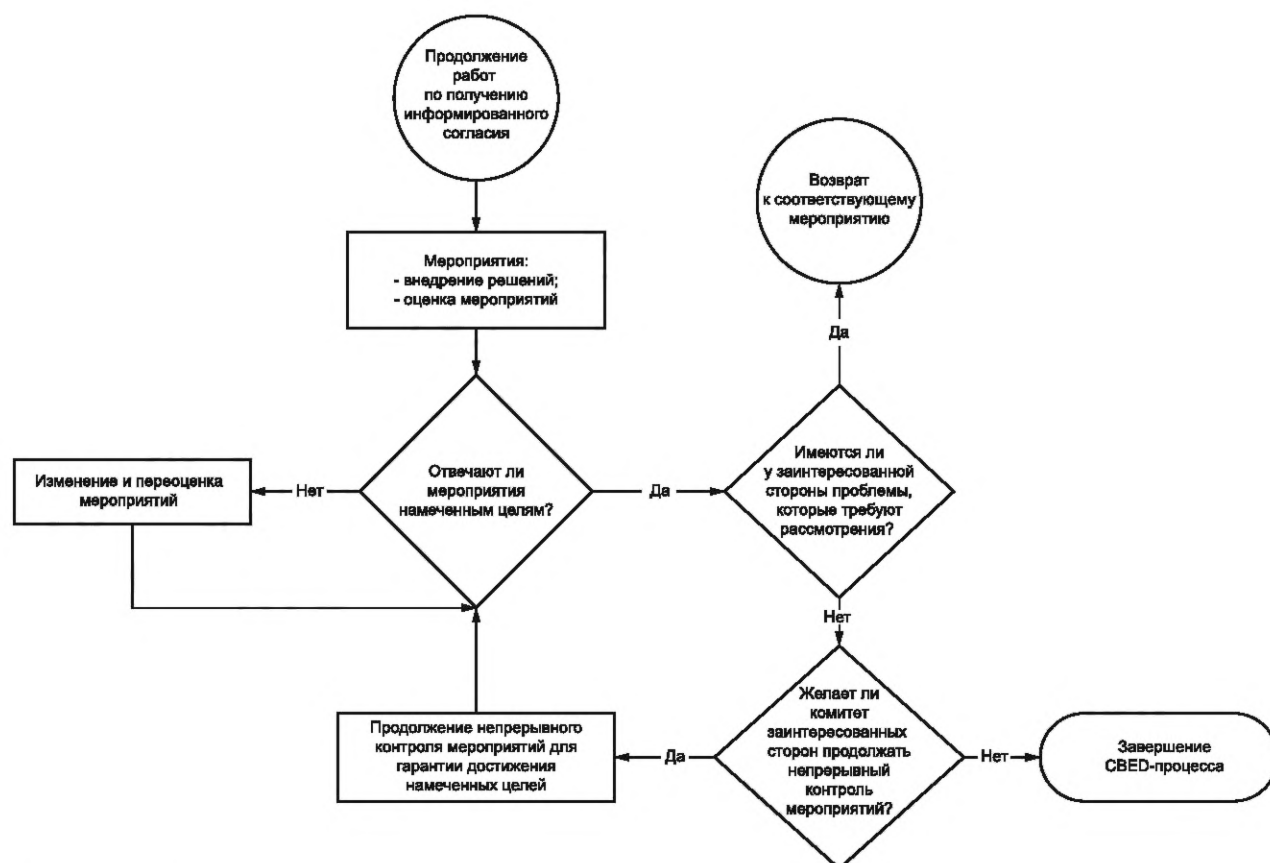 Продолжение
работ
по получению
информированного
согласия
Возврат
к соответствующему
мероприятию
Мероприятия:
- внедрение решений;
- оценка мероприятий
Да
Изменение и переоценка
мероприятий
Нет
Отвечают ли
мероприятия
намеченным целям?
Да
Имеются ли
у заинтересованной
стороны проблемы,
которые требуют
рассмотрения?
Нет
Продолжение непрерывного
контроля мероприятий для
гарантии достижения
намеченных целей
Да
Желает ли
комитет
заинтересованных
сторон продолжать
непрерывный
контроль
мероприятий?
Нет
Завершение
CBED-процесса